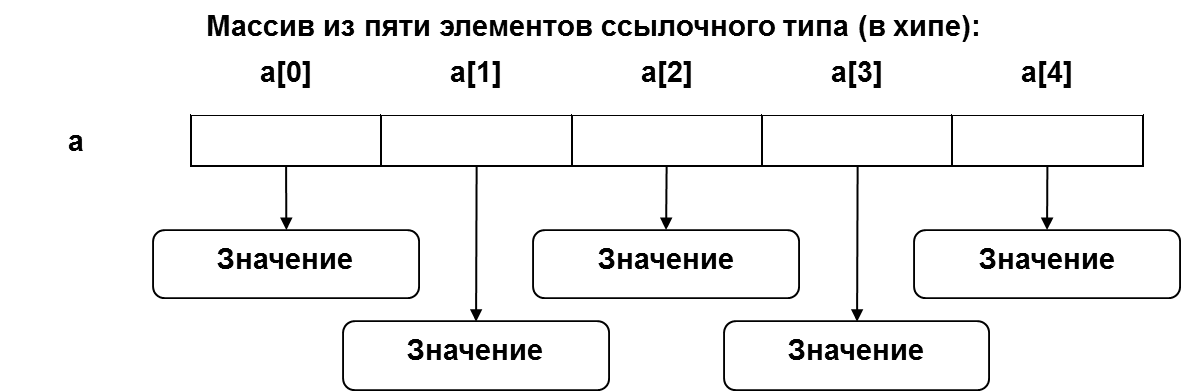 Массив из пяти элементов ссылочного типа (в хипе):
a[0] a[1] a[2] a[3] a[4]
a
Значение Значение Значение
Значение Значение